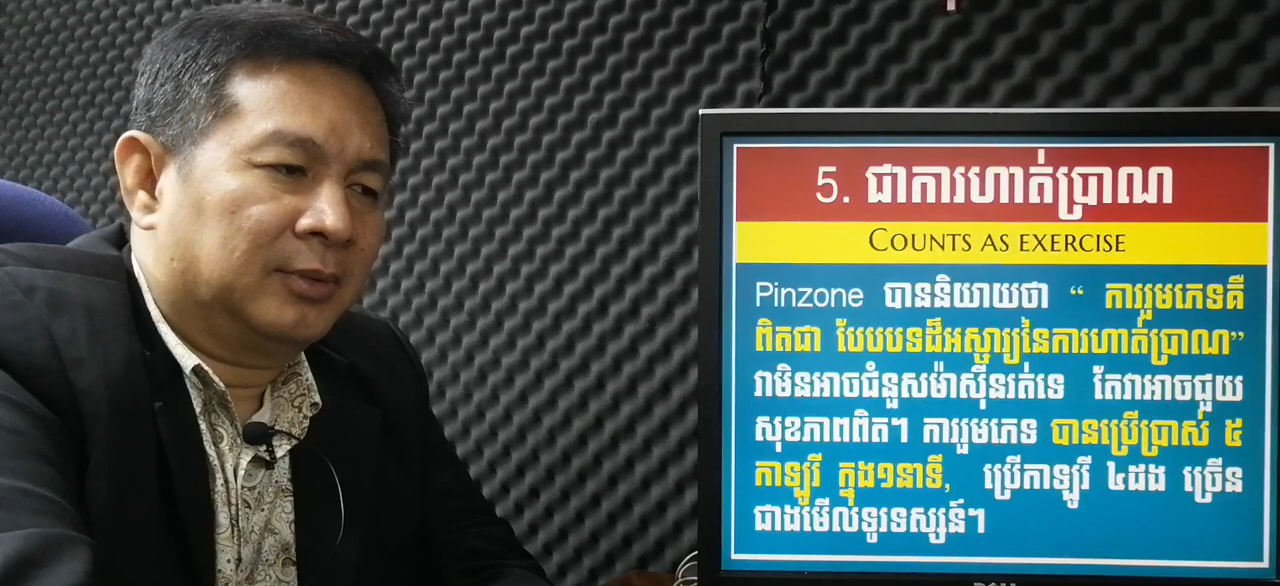 5. ជាការហាត់ប្រាណ
COUNTS AS EXERCISE
Pinzone បាននិយាយថា “ ការរួមភេទគឺ
ពិតជា បែបបទដ៏អស្ចារ្យនៃការហាត់ប្រាណ”
វាមិនអាចជំនួសម៉ាស៊ីនរត់ទេ តែវាអាចជួយ
សុខភាពពិត។ ការរួមភេទ បានប្រើប្រាស់ ៥
កាឡូរី ក្នុង១នាទី, ប្រើកាឡូរី ៤ដង ច្រើន
ជាងមើលទូរទស្សន៍។